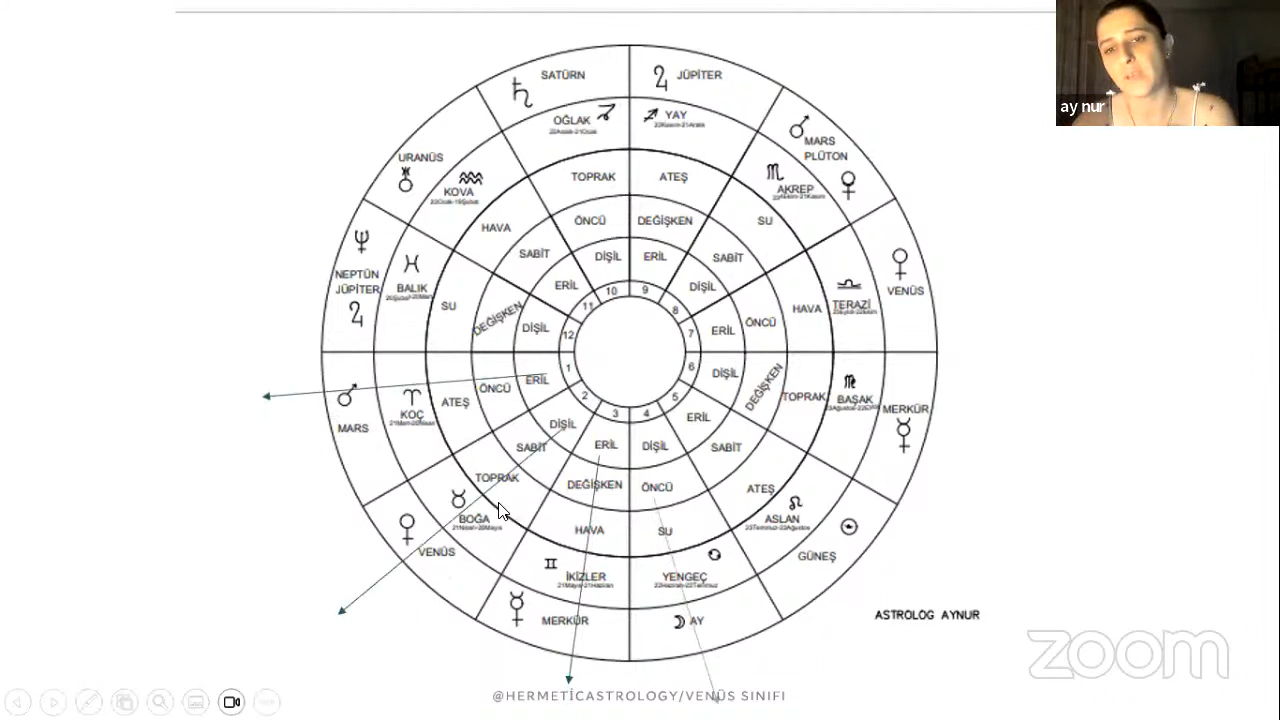 SATÜRN
JÜPİTER
ay nur
OĞLAK
YAY
MARS
PLÜTON
URANÜS
KOVA
AKREP
TOPRAK
ATEŞ
HAVA
ÖNCÜ
DEĞİŞKEN
SU
SABİT
DİŞİL
ERİL
SABİT
NEPTÜN
JÜPİTER
BALIK
SU
DEĞİŞKEN
ERİL
DİŞİL
DİŞİL
ERİL
ÖNCÜ
HAVA
TERAZİ
VENÜS
10
9
11
8
12
7
1
6
2
5
3
4
MARS
KOÇ
ATEŞ
ÖNCÜ
ERİL
DİŞİL
DEĞİŞKEN
TOPRAK
BAŞAK
MERKÜR
DİŞİL
ERİL
DİŞİL
ERİL
SABİT
SABİT
TOPRAK
DEĞİŞKEN
ÖNCÜ
ATEŞ
BOĞA
HAVA
SU
ASLAN
VENÜS
İKİZLER
YENGEÇ
GÜNEŞ
MERKÜR
AY
ASTROLOG AYNUR
zoom
@HERMETİCASTROLOGY/VENÜS SINIFI